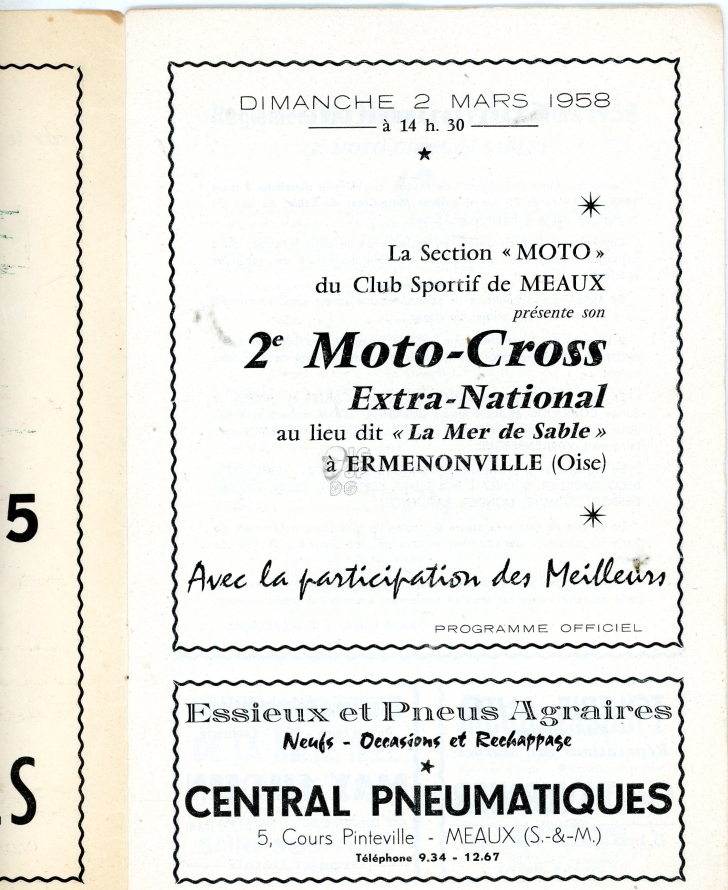 DIMANCHE 2 MARS 1958
à 14 h. 30
La Section « MOTO »
du Club Sportif de MEAUX
présente son
2e Moto-Cross
Extra-National
au lieu dit « La Mer de Sable »
à ERMENONVILLE (Oise)
Avec la participation des Meilleurs
PROGRAMME OFFICIEL
Essieux et Pneus Agraires
Neufs - Occasions et Rechappage
CENTRAL PNEUMATIQUES
5, Cours Pinteville - MEAUX (S.-&-M.)
Téléphone 9.34 - 12.67
5
S